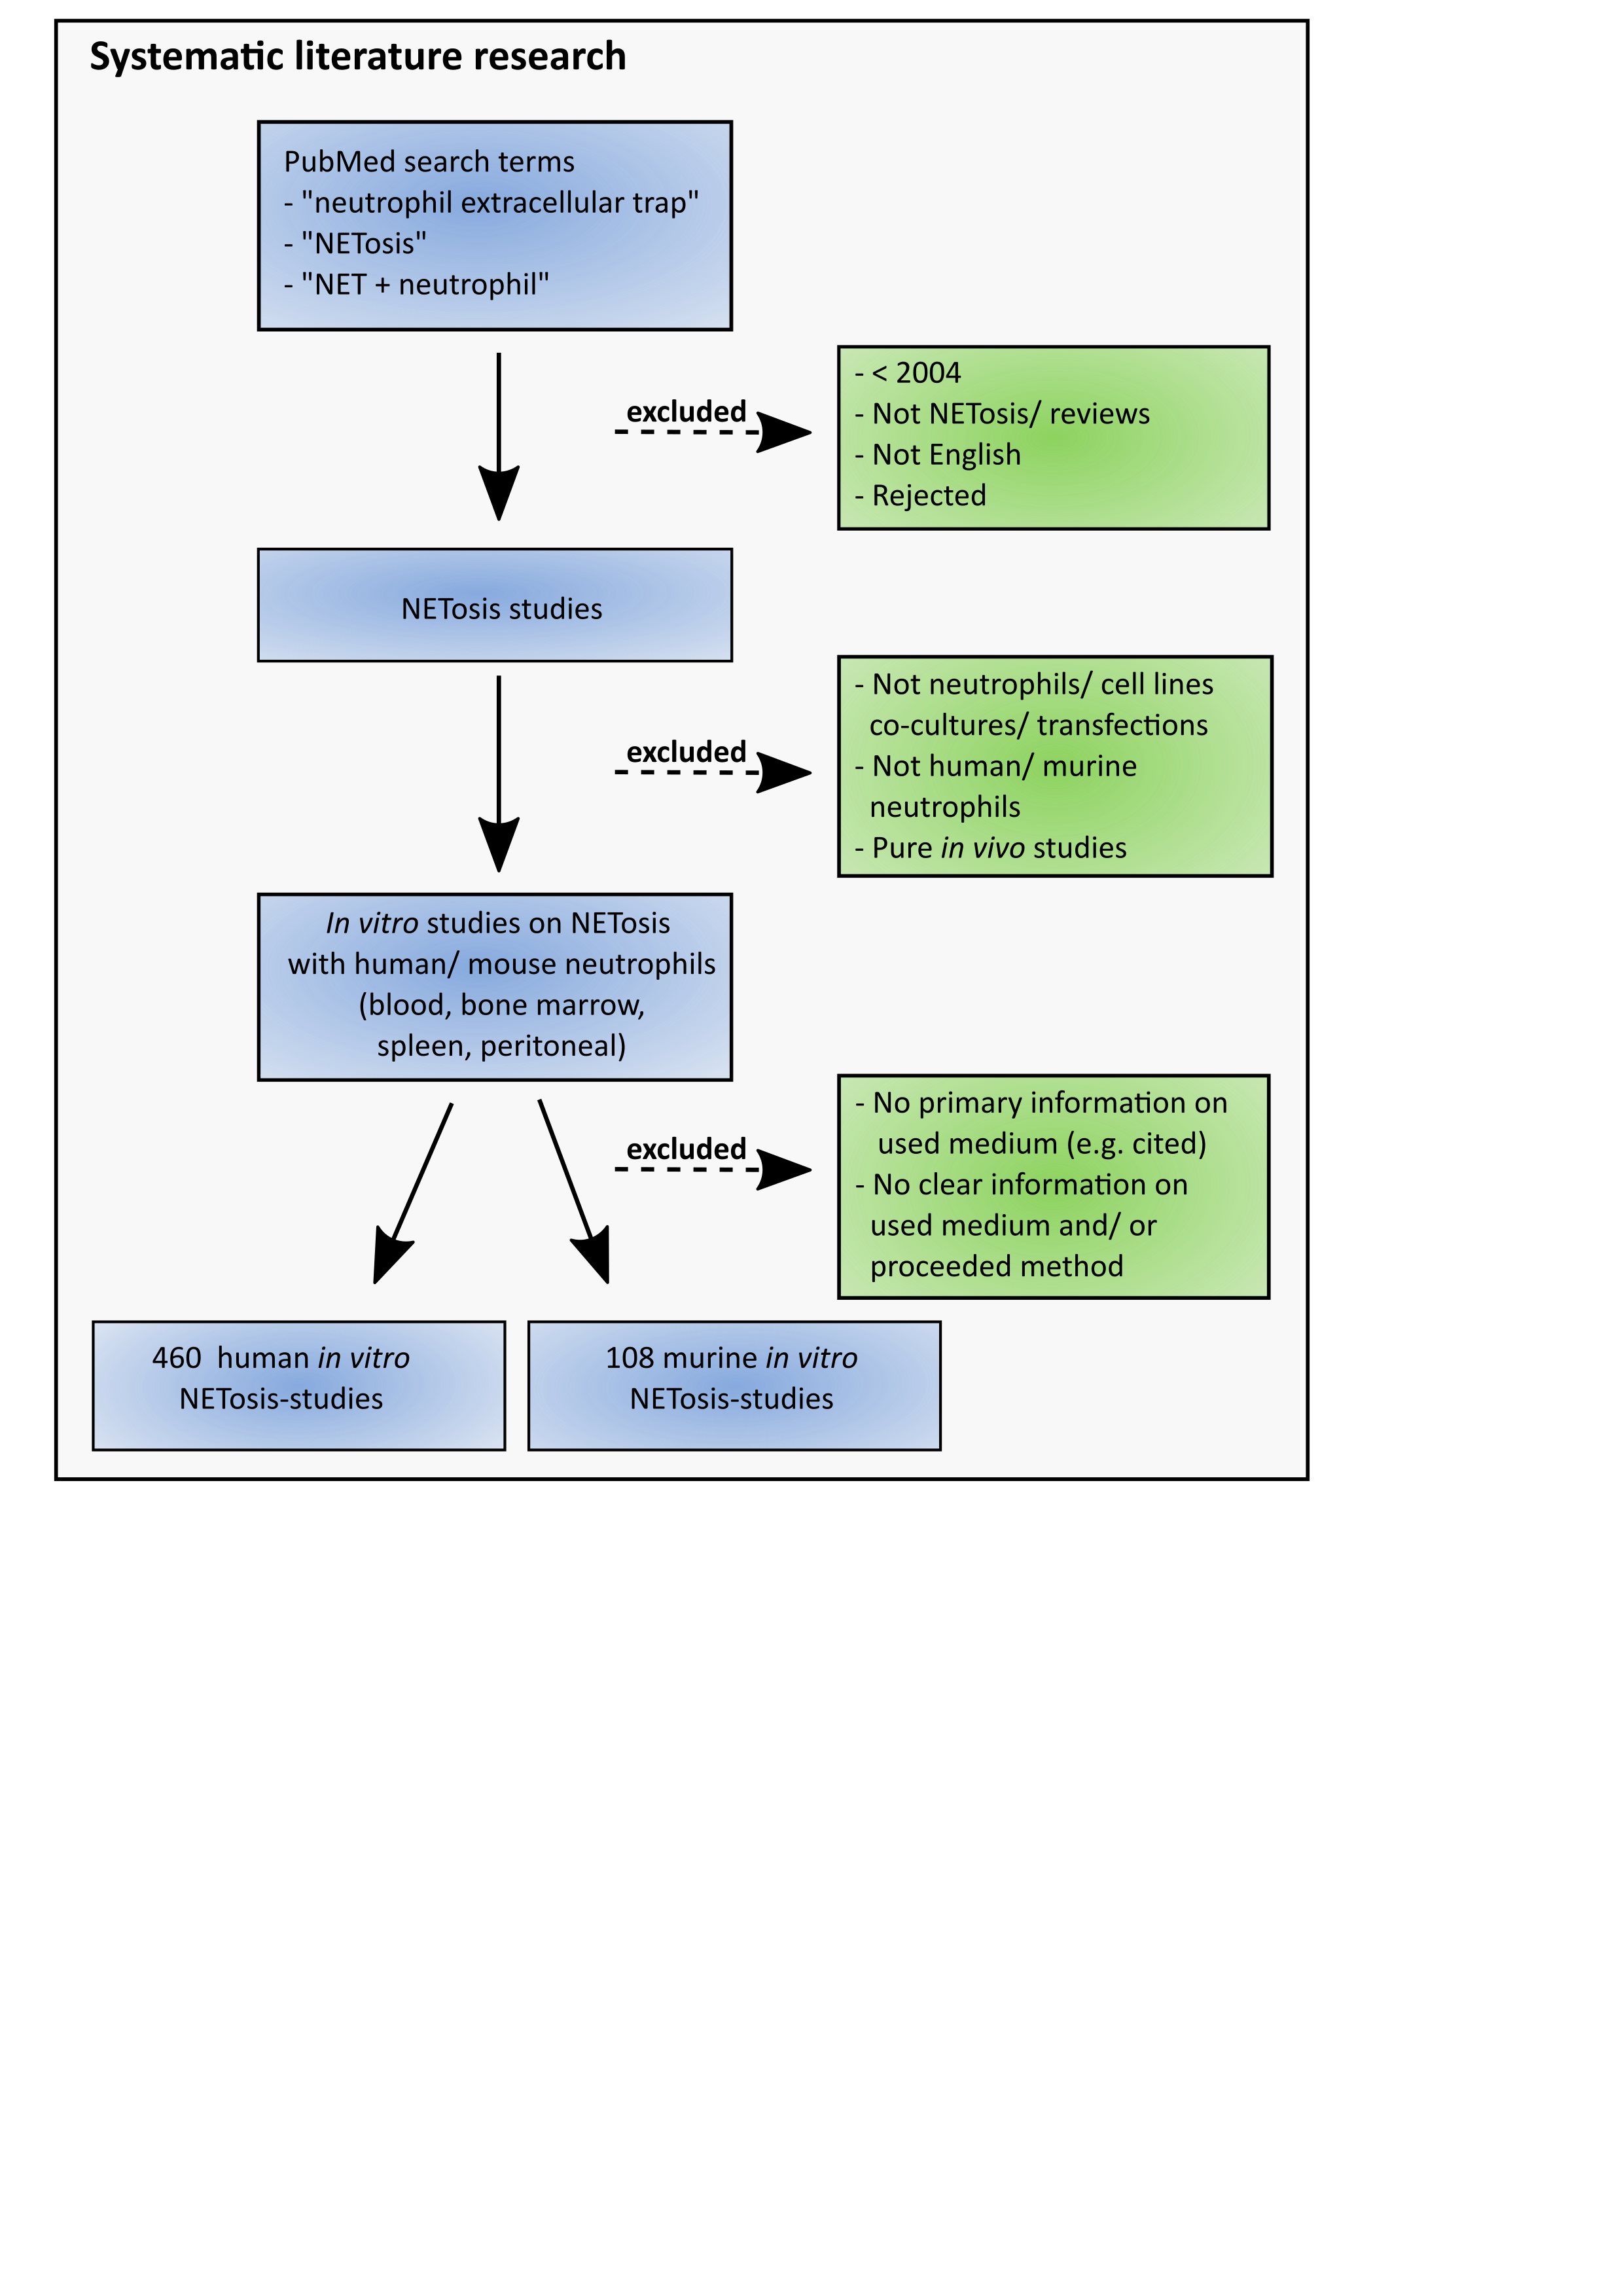 Systematic literature research
PubMed search terms
- "neutrophil extracellular trap"
- "NETosis"
- "NET + neutrophil"
excluded
- < 2004
- Not NETosis/ reviews
- Not English
- Rejected
NETosis studies
excluded
- Not neutrophils/ cell lines
co-cultures/ transfections
- Not human/ murine
neutrophils
- Pure in vivo studies
In vitro studies on NETosis
with human/ mouse neutrophils
(blood, bone marrow,
spleen, peritoneal)
excluded
- No primary information on
used medium (e.g. cited)
- No clear information on
used medium and/ or
proceeded method
460 human in vitro
NETosis-studies
108 murine in vitro
NETosis-studies